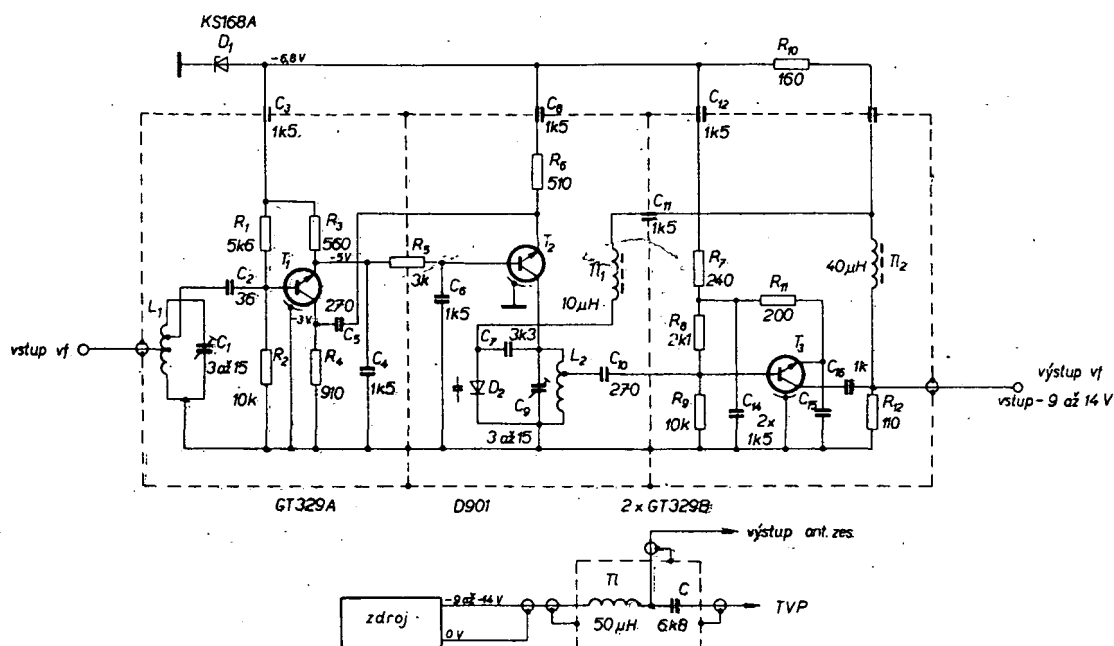 KS168A
D1
-6,8V
R10
160
C3
1k5
C8
1k5
C12
1k5
R6
510
C11
1k5
R1
5k6
R3
560
T1
-5V
R5
3k
T2
Tl1
10µH
R7
240
40µH
Tl2
C2
36
-3V
270
C5
C6
1k5
R11
200
L1
C1
3 až 15
R2
10k
R4
910
C4
1k5
C7
3k3
L2
C10
270
R8
2k1
T3
C16
1k
vstup vf
D2
C9
3 až 15
R9
10k
C14
2x
1k5
C15
R12
110
výstup vf
vstup - 9 až 14 V
GT329A
D901
2 x GT329B
výstup ant. zes.
zdroj
-9 až -14 V
0 V
Tl
50µH
C
6k8
TVP